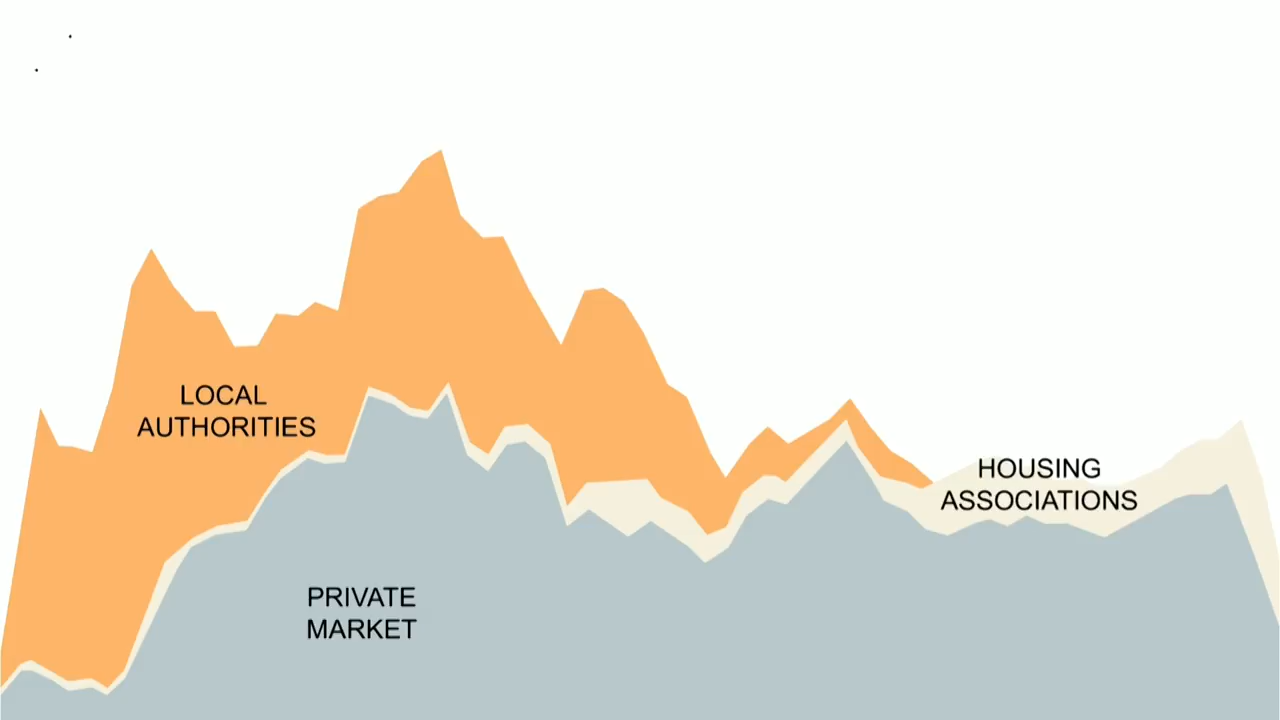 LOCAL
AUTHORITIES
HOUSING
ASSOCIATIONS
PRIVATE
MARKET